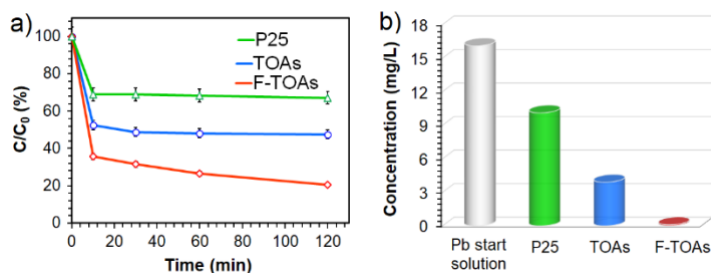 a)
C/C₀ (%)
100
80
60
40
20
0
P25
TOAs
F-TOAs
0 20 40 60 80 100 120
Time (min)
b)
Concentration (mg/L)
18
15
12
9
6
3
0
Pb start
solution
P25
TOAs
F-TOAs